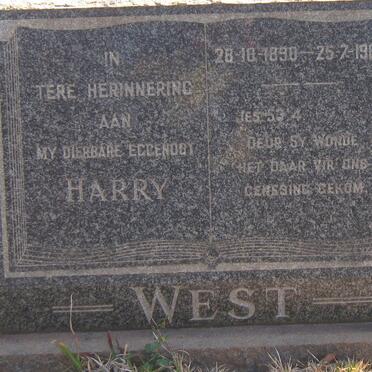 IN
TERE HERINNERING
AAN
MY DIERBARE EGGENOOT
HARRY
28-10-1890 – 25-7-19
JES 53:4
DEUR SY WONDE
HET DAAR VIR ONS
GENESING GEKOM
WEST